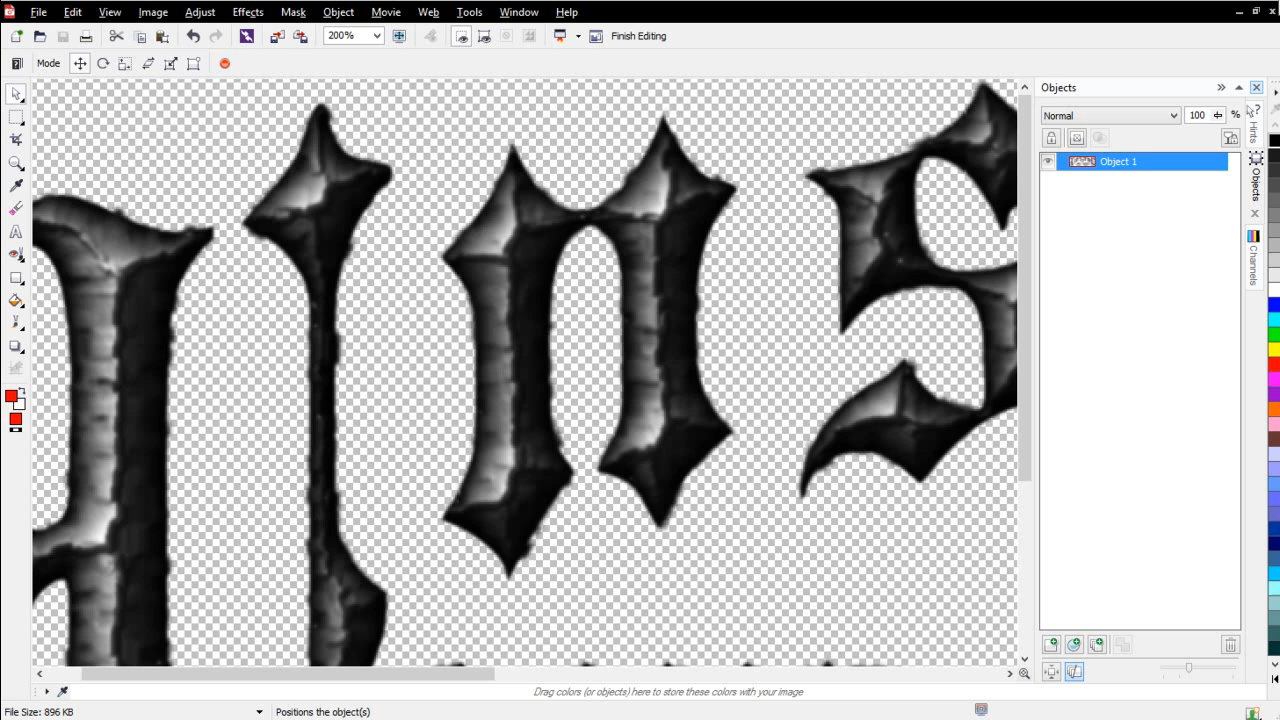 File Edit View Image Adjust Effects Mask Object Movie Web Tools Window Help
200% Finish Editing
Mode
Objects
Normal 100 %
Object 1
Hints
Objects
Channels
ns
Drag colors (or objects) here to store these colors with your image
File Size: 896 KB Positions the object(s)